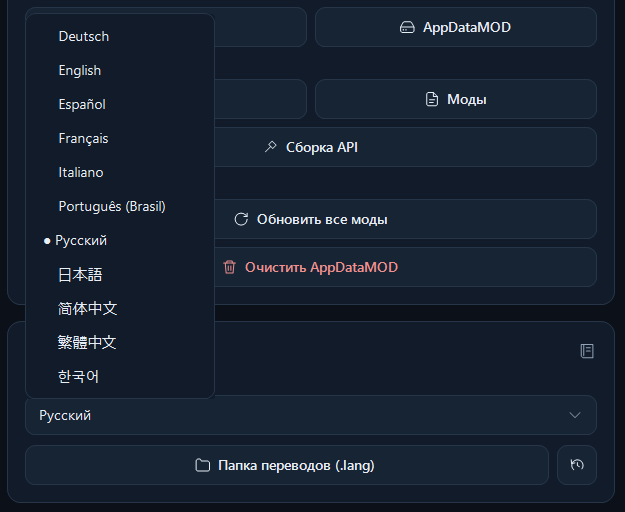 Deutsch
AppDataMOD
English
Español
Моды
Français
Сборка API
Italiano
Português (Brasil)
Обновить все моды
● Русский
Очистить AppDataMOD
日本語
简体中文
繁體中文
한국어
Русский
Папка переводов (.lang)